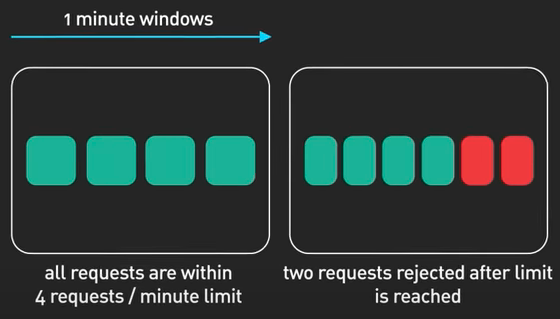 1 minute windows
all requests are within
4 requests / minute limit
two requests rejected after limit
is reached